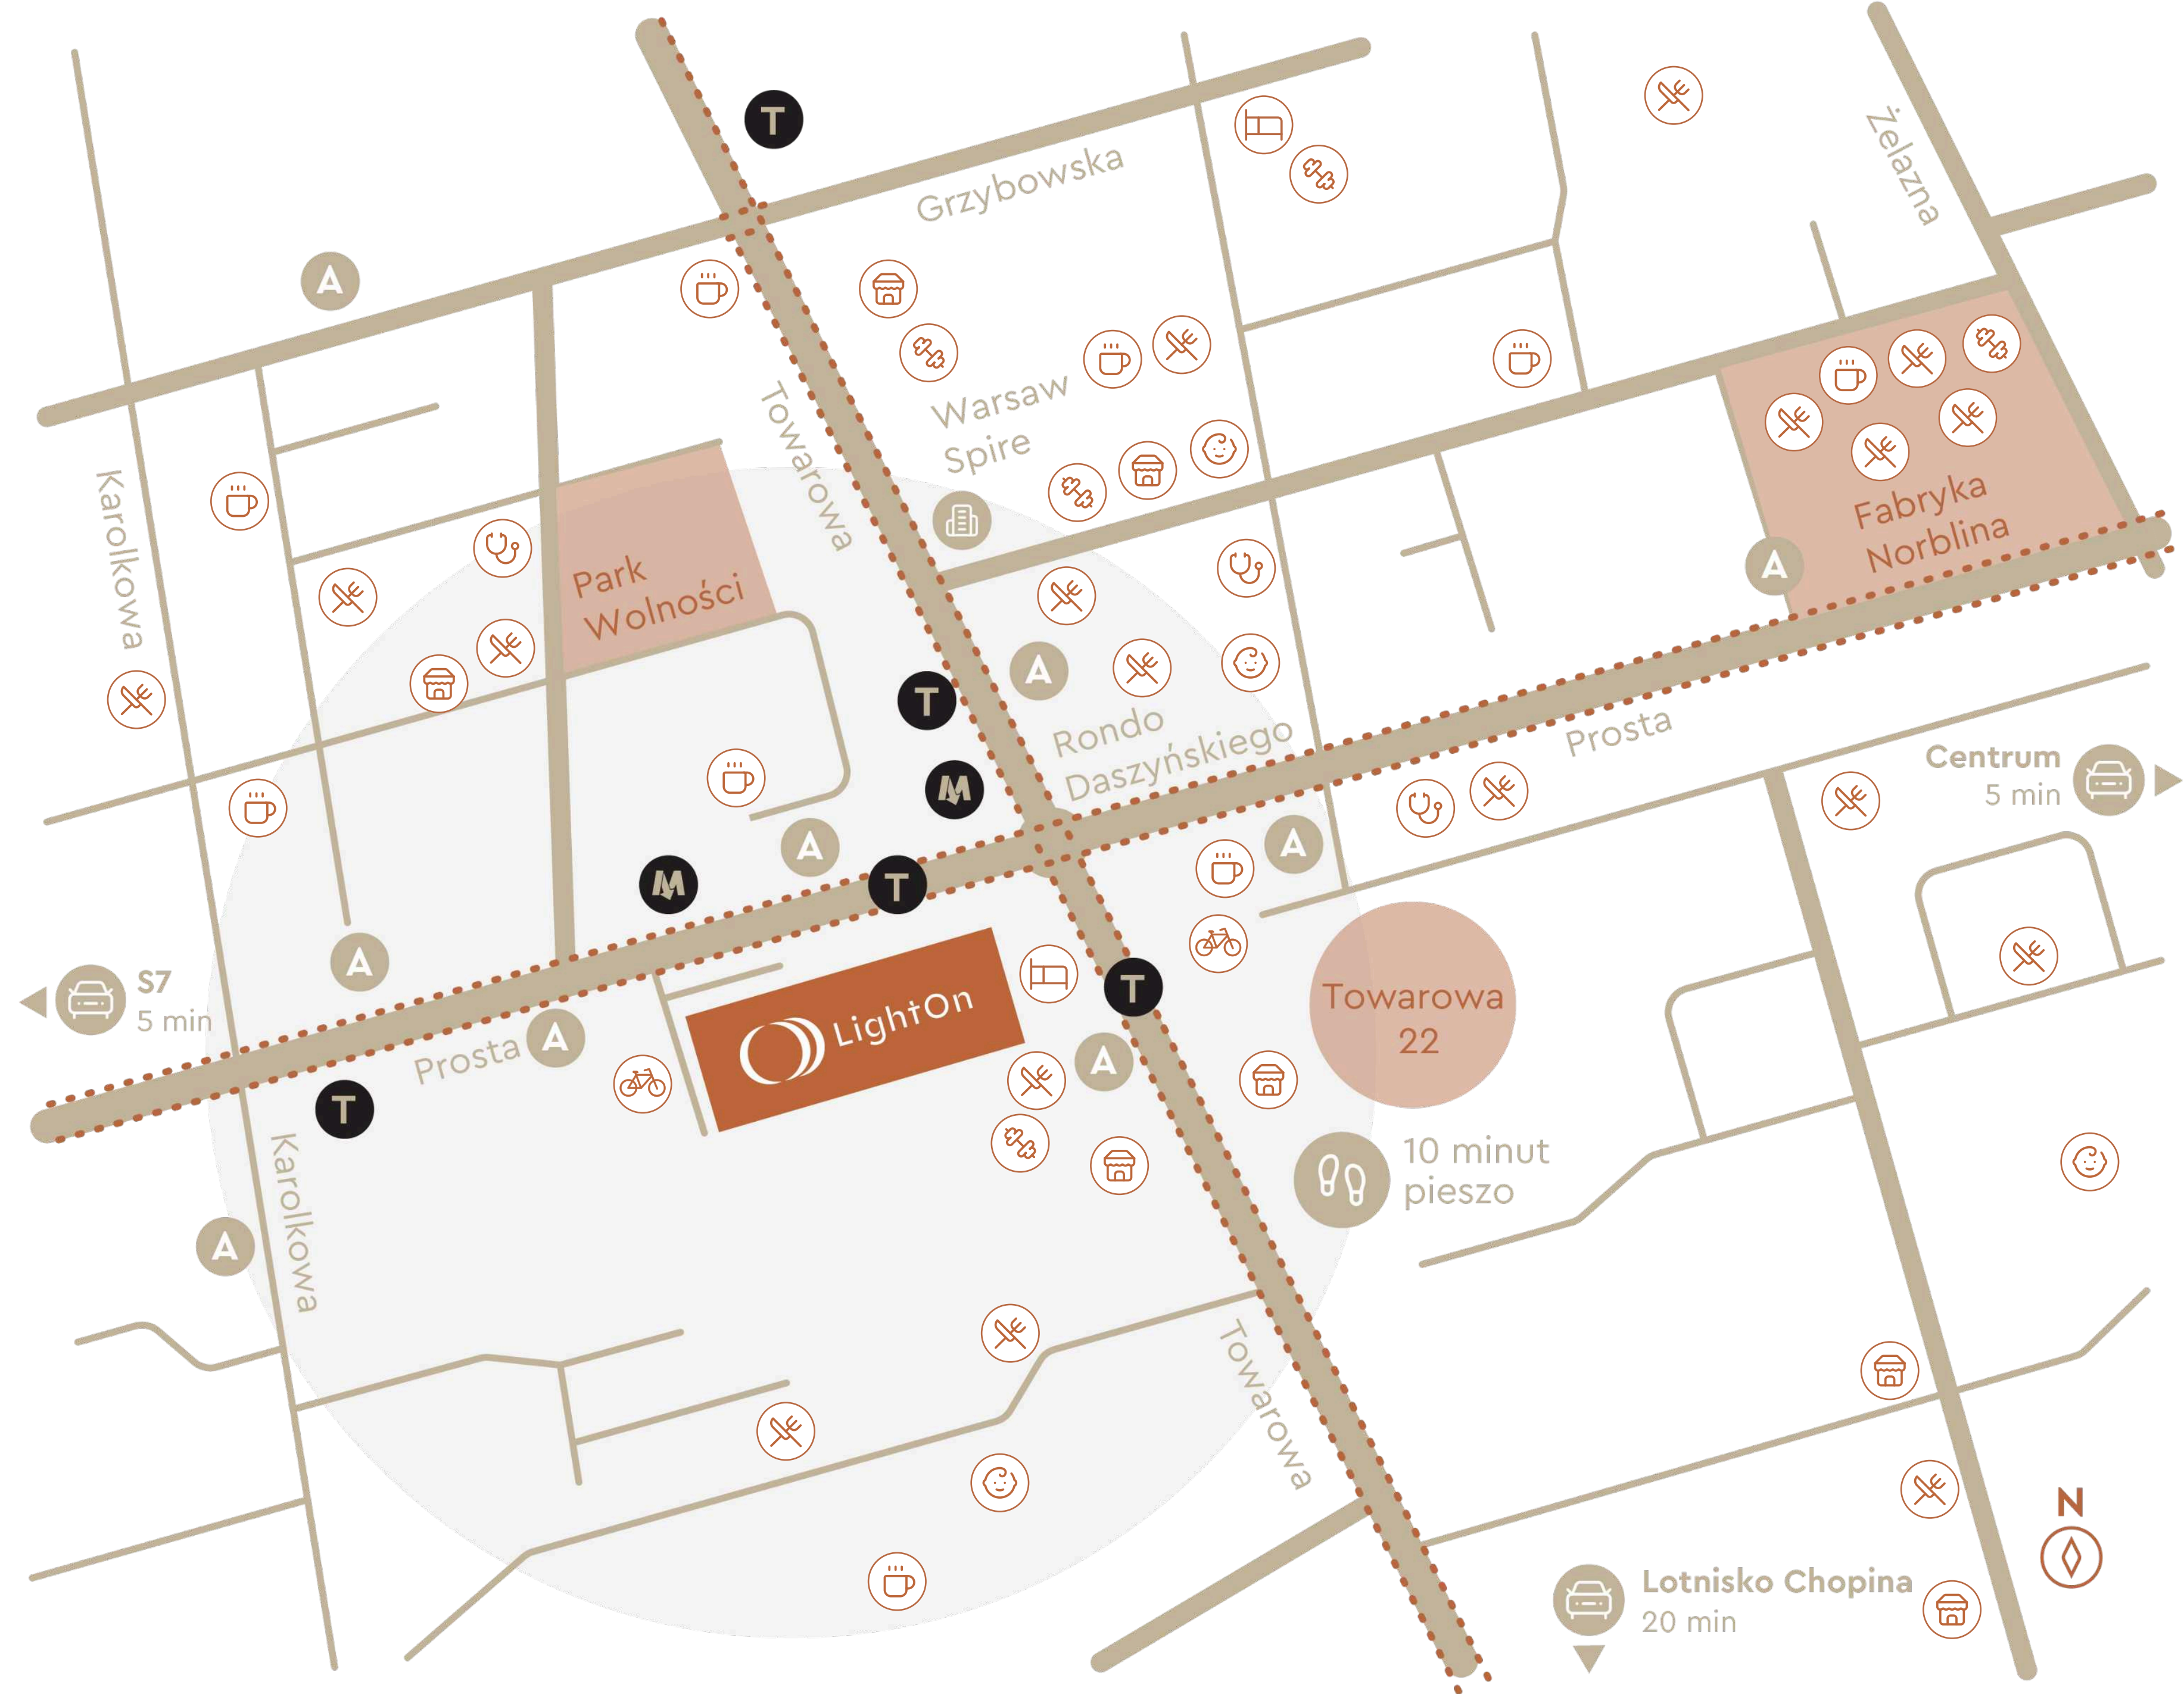 T
Grzybowska
Żelazna
A
Towarowa
Warsaw
Spire
Karolkowa
Park
Wolności
Fabryka
Norblina
A
A
T
Rondo
Daszyńskiego
Prosta
Centrum
5 min
M
A
A
M
T
A
S7
5 min
T
Towarowa
22
LightOn
Prosta
A
A
T
10 minut
pieszo
Karolkowa
A
Towarowa
N
Lotnisko Chopina
20 min